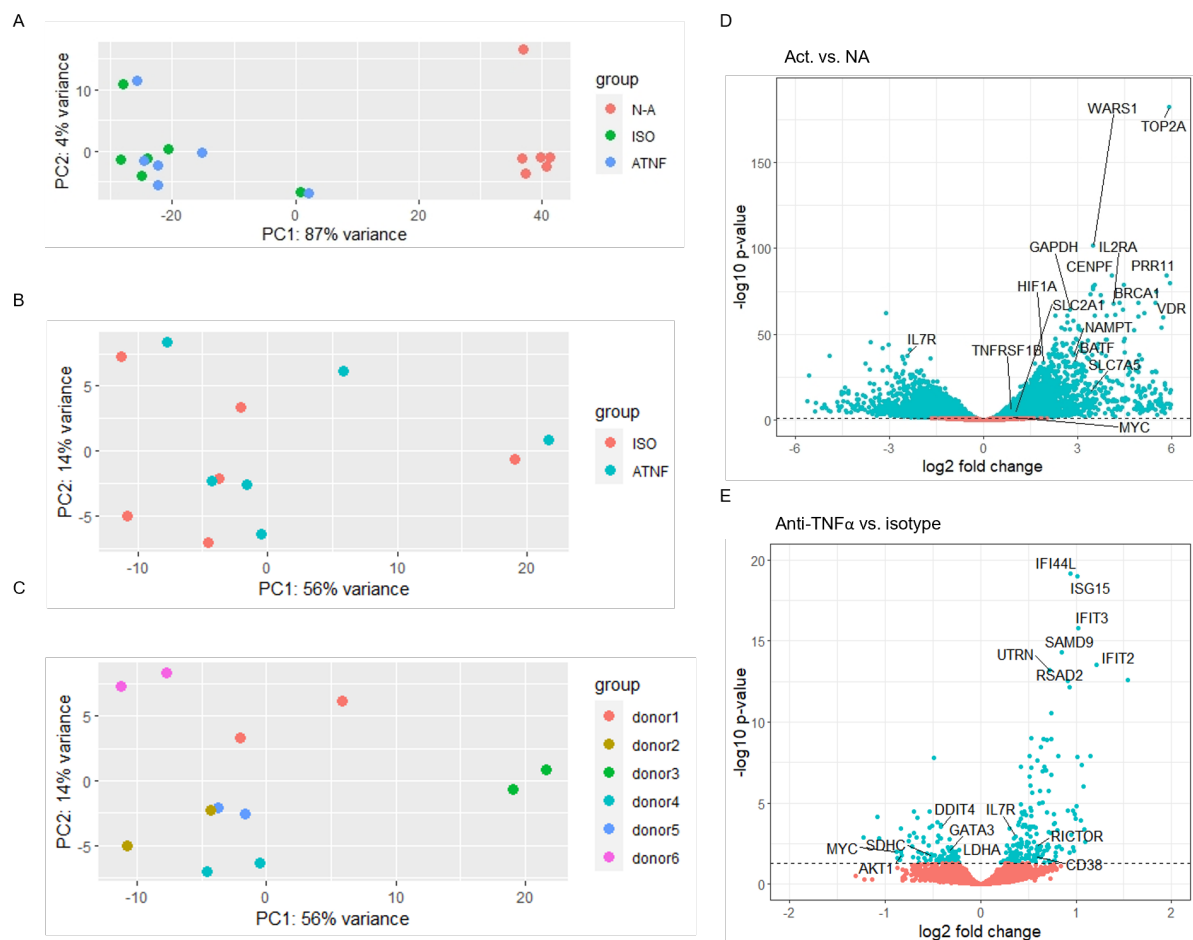 A
PC2: 4% variance
10
0
-20
0
20
40
PC1: 87% variance
group
N-A
ISO
ATNF
B
PC2: 14% variance
5
0
-5
-10
0
10
20
PC1: 56% variance
group
ISO
ATNF
C
PC2: 14% variance
5
0
-5
-10
0
10
20
PC1: 56% variance
group
donor1
donor2
donor3
donor4
donor5
donor6
D
Act. vs. NA
-log10 p-value
150
100
50
0
WARS1
TOP2A
GAPDH
IL2RA
CENPF
PRR11
HIF1A
BRCA1
SLC2A1
VDR
NAMPT
IL7R
TNFRSF1B
BATF
SLC7A5
MYC
-6
-3
0
3
6
log2 fold change
E
Anti-TNFα vs. isotype
-log10 p-value
20
15
10
5
0
IFI44L
ISG15
IFIT3
SAMD9
UTRN
IFIT2
RSAD2
DDIT4
IL7R
GATA3
RICTOR
MYC
SDHC
LDHA
AKT1
CD38
-2
-1
0
1
2
log2 fold change